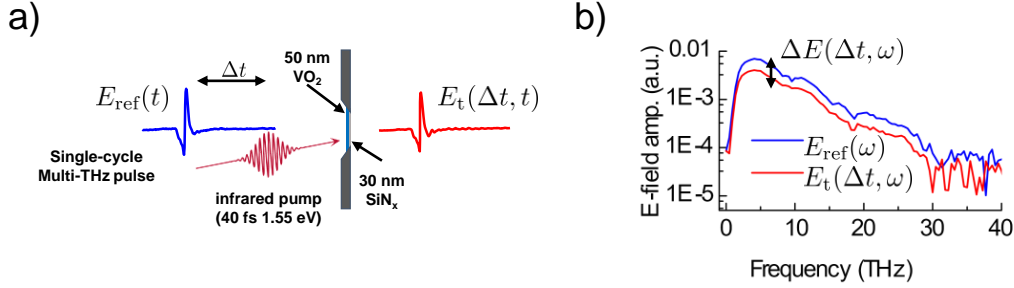 a)
50 nm
VO₂
Δt
E_ref(t)
E_t(Δt, t)
Single-cycle
Multi-THz pulse
infrared pump
(40 fs 1.55 eV)
30 nm
SiNₓ
b)
0.01
1E-3
1E-4
1E-5
E-field amp. (a.u.)
ΔE(Δt, ω)
E_ref(ω)
E_t(Δt, ω)
0 10 20 30 40
Frequency (THz)